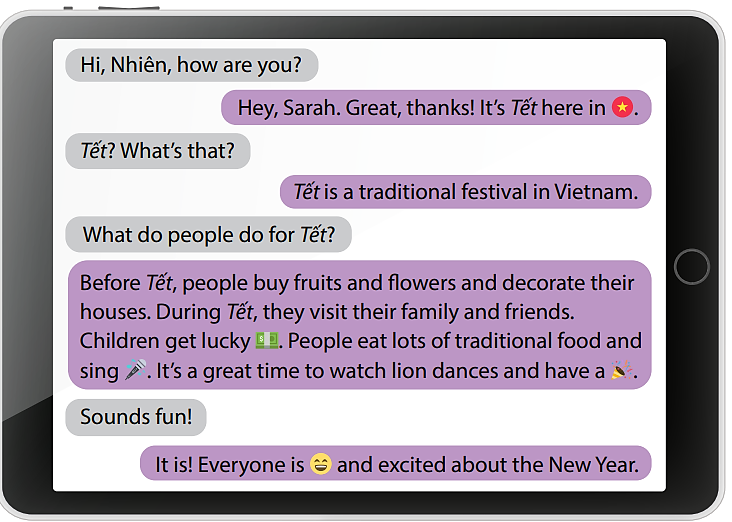 Hi, Nhiên, how are you?
Hey, Sarah. Great, thanks! It's Tết here in 🇻🇳.
Tết? What's that?
Tết is a traditional festival in Vietnam.
What do people do for Tết?
Before Tết, people buy fruits and flowers and decorate their
houses. During Tết, they visit their family and friends.
Children get lucky 💵. People eat lots of traditional food and
sing 🎤. It's a great time to watch lion dances and have a 🎉.
Sounds fun!
It is! Everyone is 😄 and excited about the New Year.